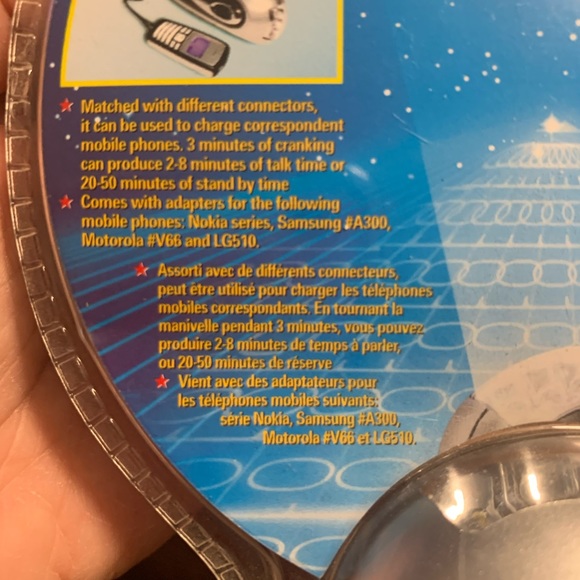 Matched with different connectors,
it can be used to charge correspondent
mobile phones. 3 minutes of cranking
can produce 2-8 minutes of talk time or
20-50 minutes of stand by time
Comes with adapters for the following
mobile phones: Nokia series, Samsung #A300,
Motorola #V66 and LG510.
Assorti avec de différents connecteurs,
peut être utilisé pour charger les téléphones
mobiles correspondants. En tournant la
manivelle pendant 3 minutes, vous pouvez
produire 2-8 minutes de temps à parler,
ou 20-50 minutes de réserve
Vient avec des adaptateurs pour
les téléphones mobiles suivants:
série Nokia, Samsung #A300,
Motorola #V66 et LG510.